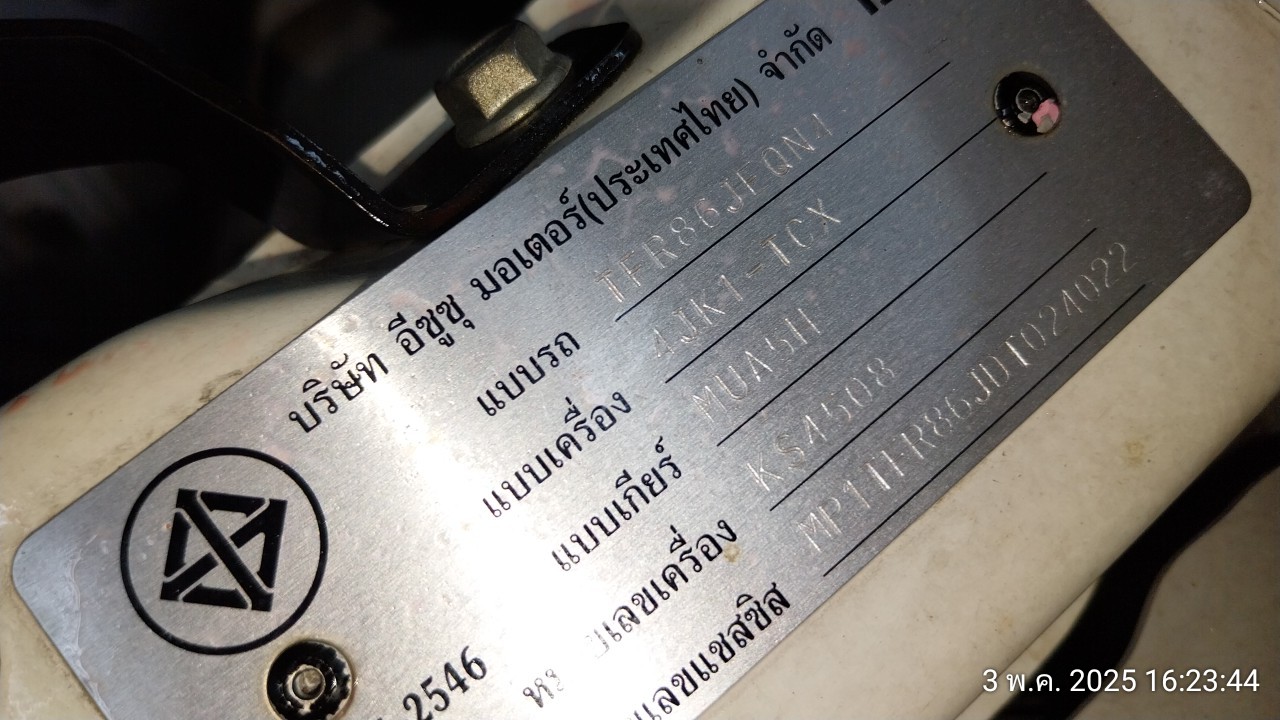 บริษัท อีซูซุ มอเตอร์(ประเทศไทย) จำกัด
แบบรถ TFR86JEQN4
แบบเครื่อง 4JK1-TCX
แบบเกียร์ MUA5H
เลขเครื่อง KS4508
เลขแชสซิส MP1TFR86JDT024022
2546
3 พ.ค. 2025 16:23:44